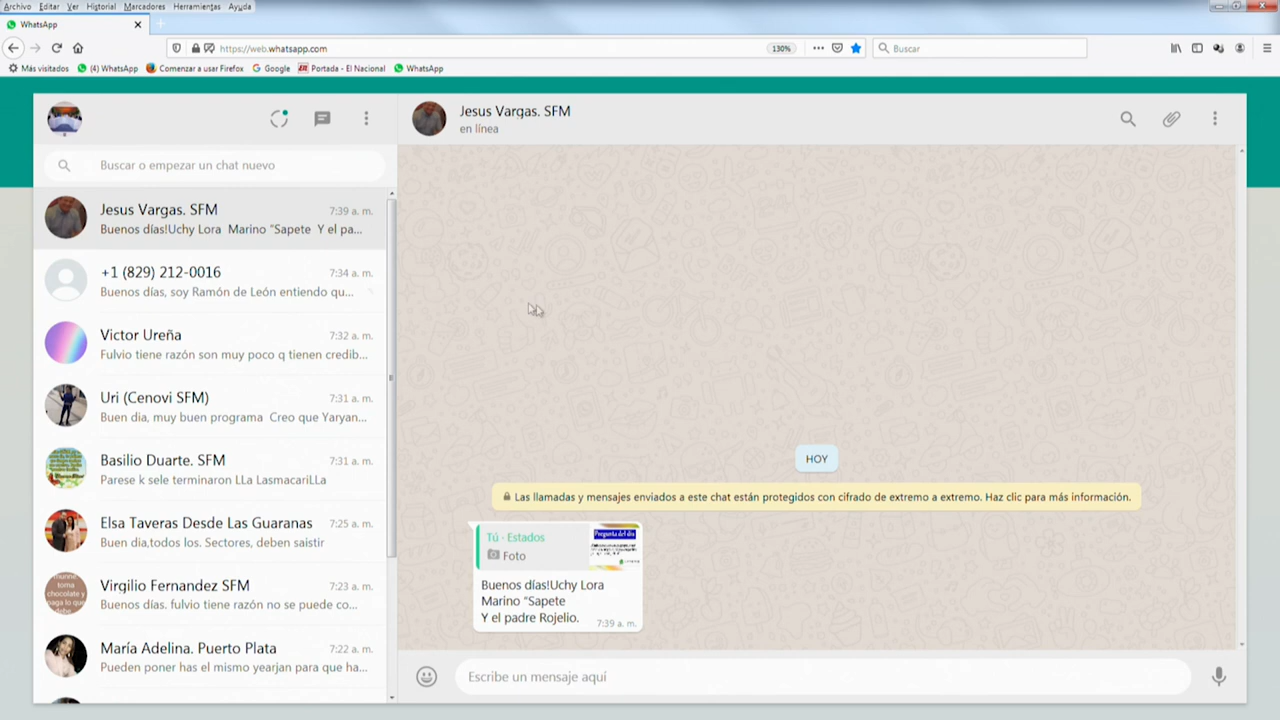 Archivo Editar Ver Historial Marcadores Herramientas Ayuda
WhatsApp
https://web.whatsapp.com
130%
Buscar
Más visitados (4) WhatsApp Comenzar a usar Firefox Google Portada - El Nacional WhatsApp
Jesus Vargas. SFM
en línea
Buscar o empezar un chat nuevo
Jesus Vargas. SFM 7:39 a. m.
Buenos días!Uchy Lora Marino "Sapete Y el pa...
+1 (829) 212-0016 7:34 a. m.
Buenos días, soy Ramón de León entiendo qu...
Victor Ureña 7:32 a. m.
Fulvio tiene razón son muy poco q tienen credib...
Uri (Cenovi SFM) 7:31 a. m.
Buen dia, muy buen programa Creo que Yaryan...
Basilio Duarte. SFM 7:31 a. m.
Parese k sele terminaron LLa LasmacariLLa
Elsa Taveras Desde Las Guaranas 7:25 a. m.
Buen dia,todos los. Sectores, deben saistir
Virgilio Fernandez SFM 7:23 a. m.
Buenos días. fulvio tiene razón no se puede co...
María Adelina. Puerto Plata 7:22 a. m.
Pueden poner has el mismo yearjan para que ha...
toma
chocolate y
paga lo que
debe
HOY
Las llamadas y mensajes enviados a este chat están protegidos con cifrado de extremo a extremo. Haz clic para más información.
Tú · Estados
Foto
Pregunta del día
Buenos días!Uchy Lora
Marino "Sapete
Y el padre Rojelio.
7:39 a. m.
Escribe un mensaje aquí